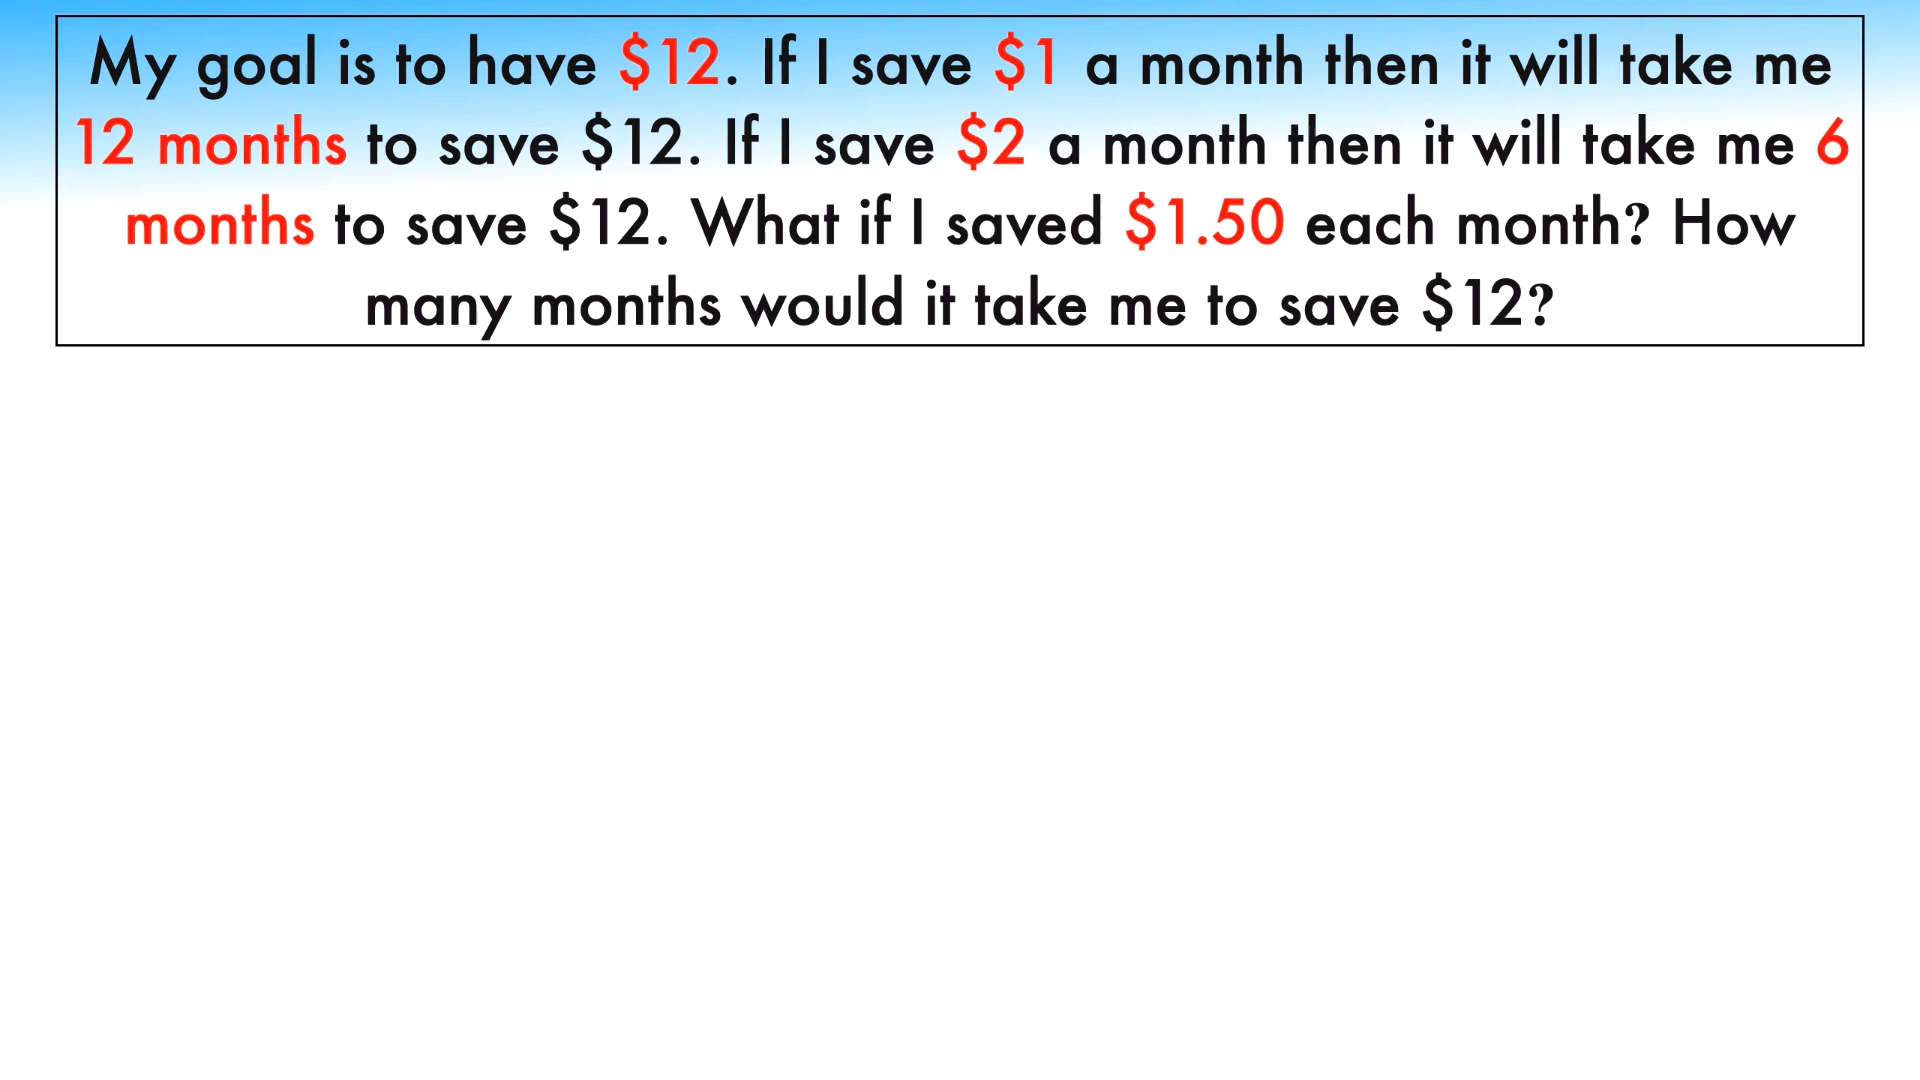 My goal is to have $12. If I save $1 a month then it will take me
12 months to save $12. If I save $2 a month then it will take me 6
months to save $12. What if I saved $1.50 each month? How
many months would it take me to save $12?